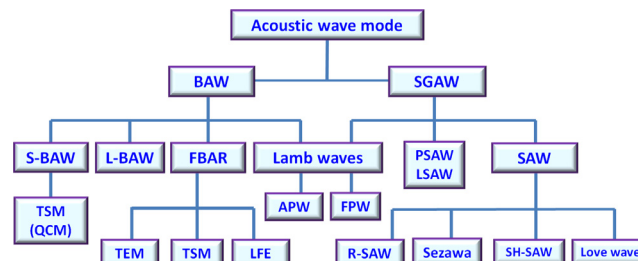 Acoustic wave mode
BAW
SGAW
S-BAW
L-BAW
FBAR
Lamb waves
PSAW
LSAW
SAW
TSM
(QCM)
APW
FPW
TEM
TSM
LFE
R-SAW
Sezawa
SH-SAW
Love wave